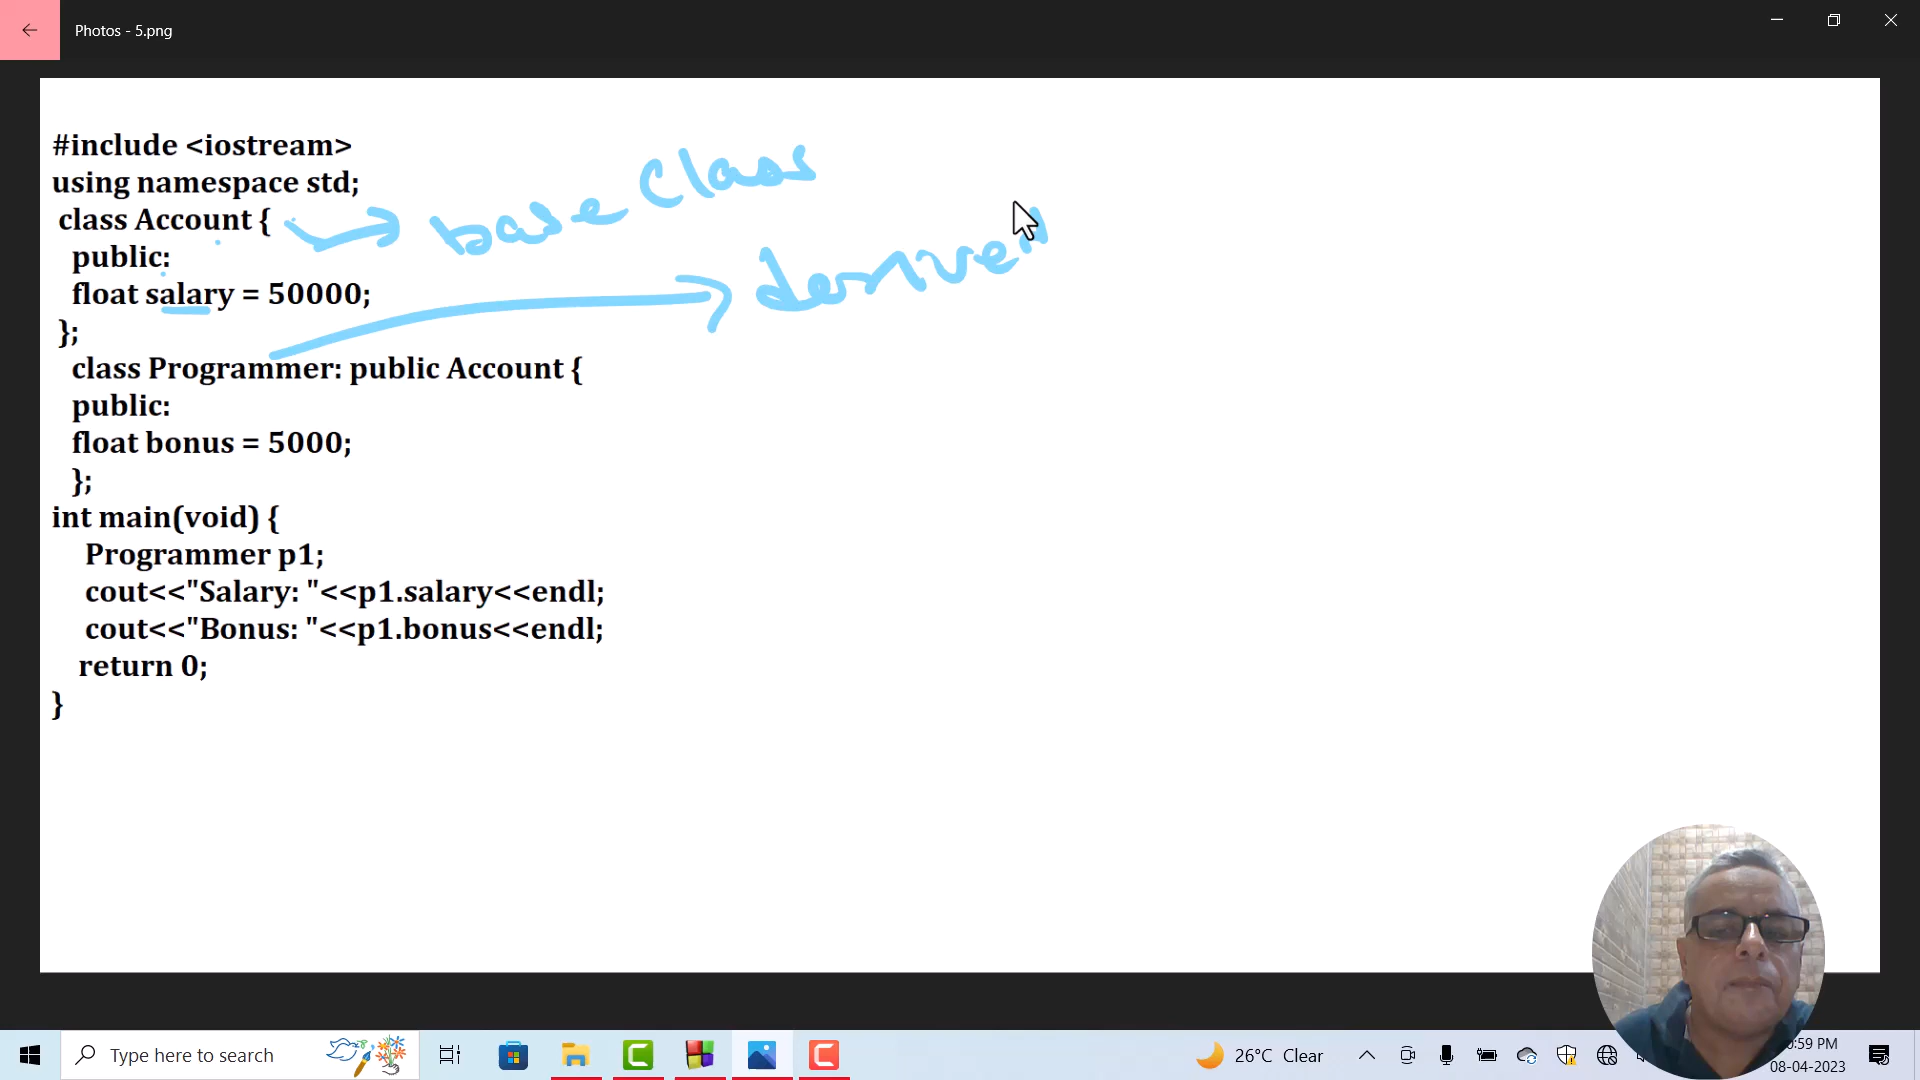 Photos - 5.png
#include <iostream>
using namespace std;
class Account {
base class
public:
derived
float salary = 50000;
};
class Programmer: public Account {
public:
float bonus = 5000;
};
int main(void) {
Programmer p1;
cout<<"Salary: "<<p1.salary<<endl;
cout<<"Bonus: "<<p1.bonus<<endl;
return 0;
}
Type here to search
26°C Clear
:59 PM
08-04-2023